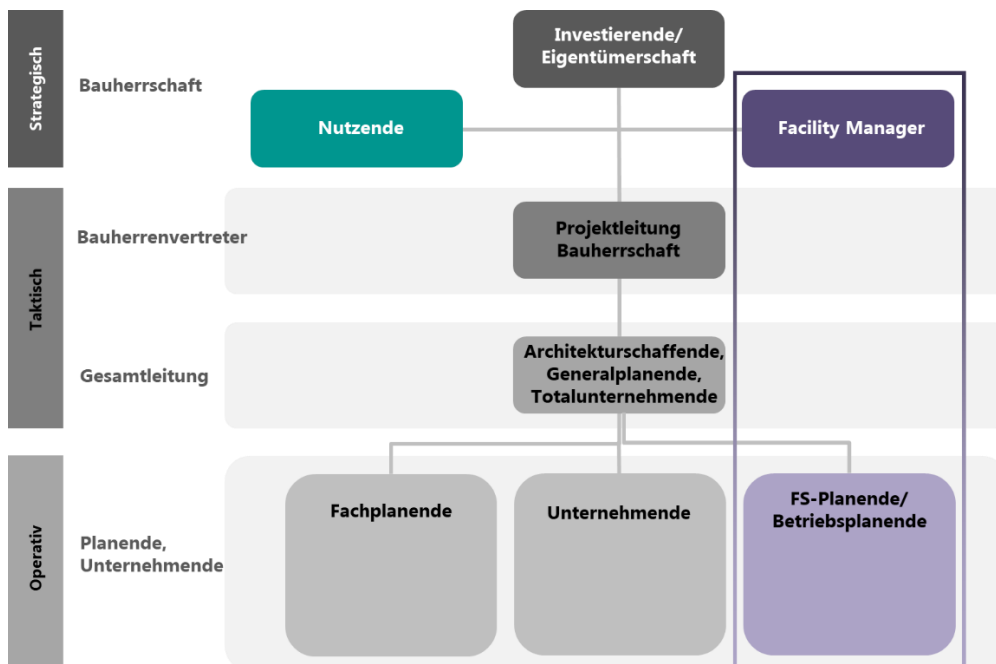 Strategisch
Bauherrschaft
Investierende/
Eigentümerschaft
Nutzende
Facility Manager
Taktisch
Bauherrenvertreter
Projektleitung
Bauherrschaft
Gesamtleitung
Architekturschaffende,
Generalplanende,
Totalunternehmende
Operativ
Planende,
Unternehmende
Fachplanende
Unternehmende
FS-Planende/
Betriebsplanende